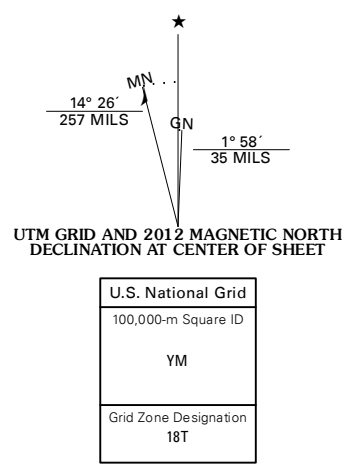 ★
MN
GN
14° 26´
257 MILS
1° 58´
35 MILS
UTM GRID AND 2012 MAGNETIC NORTH
DECLINATION AT CENTER OF SHEET
U.S. National Grid
100,000-m Square ID
YM
Grid Zone Designation
18T